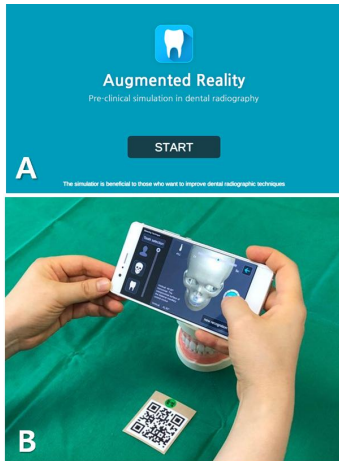 Augmented Reality
Pre-clinical simulation in dental radiography
START
A
The simulator is beneficial to those who want to improve dental radiographic techniques
B